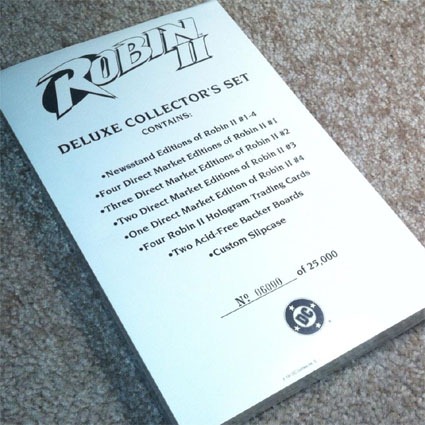 ROBIN II
DELUXE COLLECTOR'S SET
CONTAINS:
•Newsstand Editions of Robin II #1-4
•Four Direct Market Editions of Robin II #1
•Three Direct Market Editions of Robin II #2
•Two Direct Market Editions of Robin II #3
•One Direct Market Edition of Robin II #4
•Four Robin II Hologram Trading Cards
•Two Acid-Free Backer Boards
•Custom Slipcase
Nº 06090 of 25,000
DC